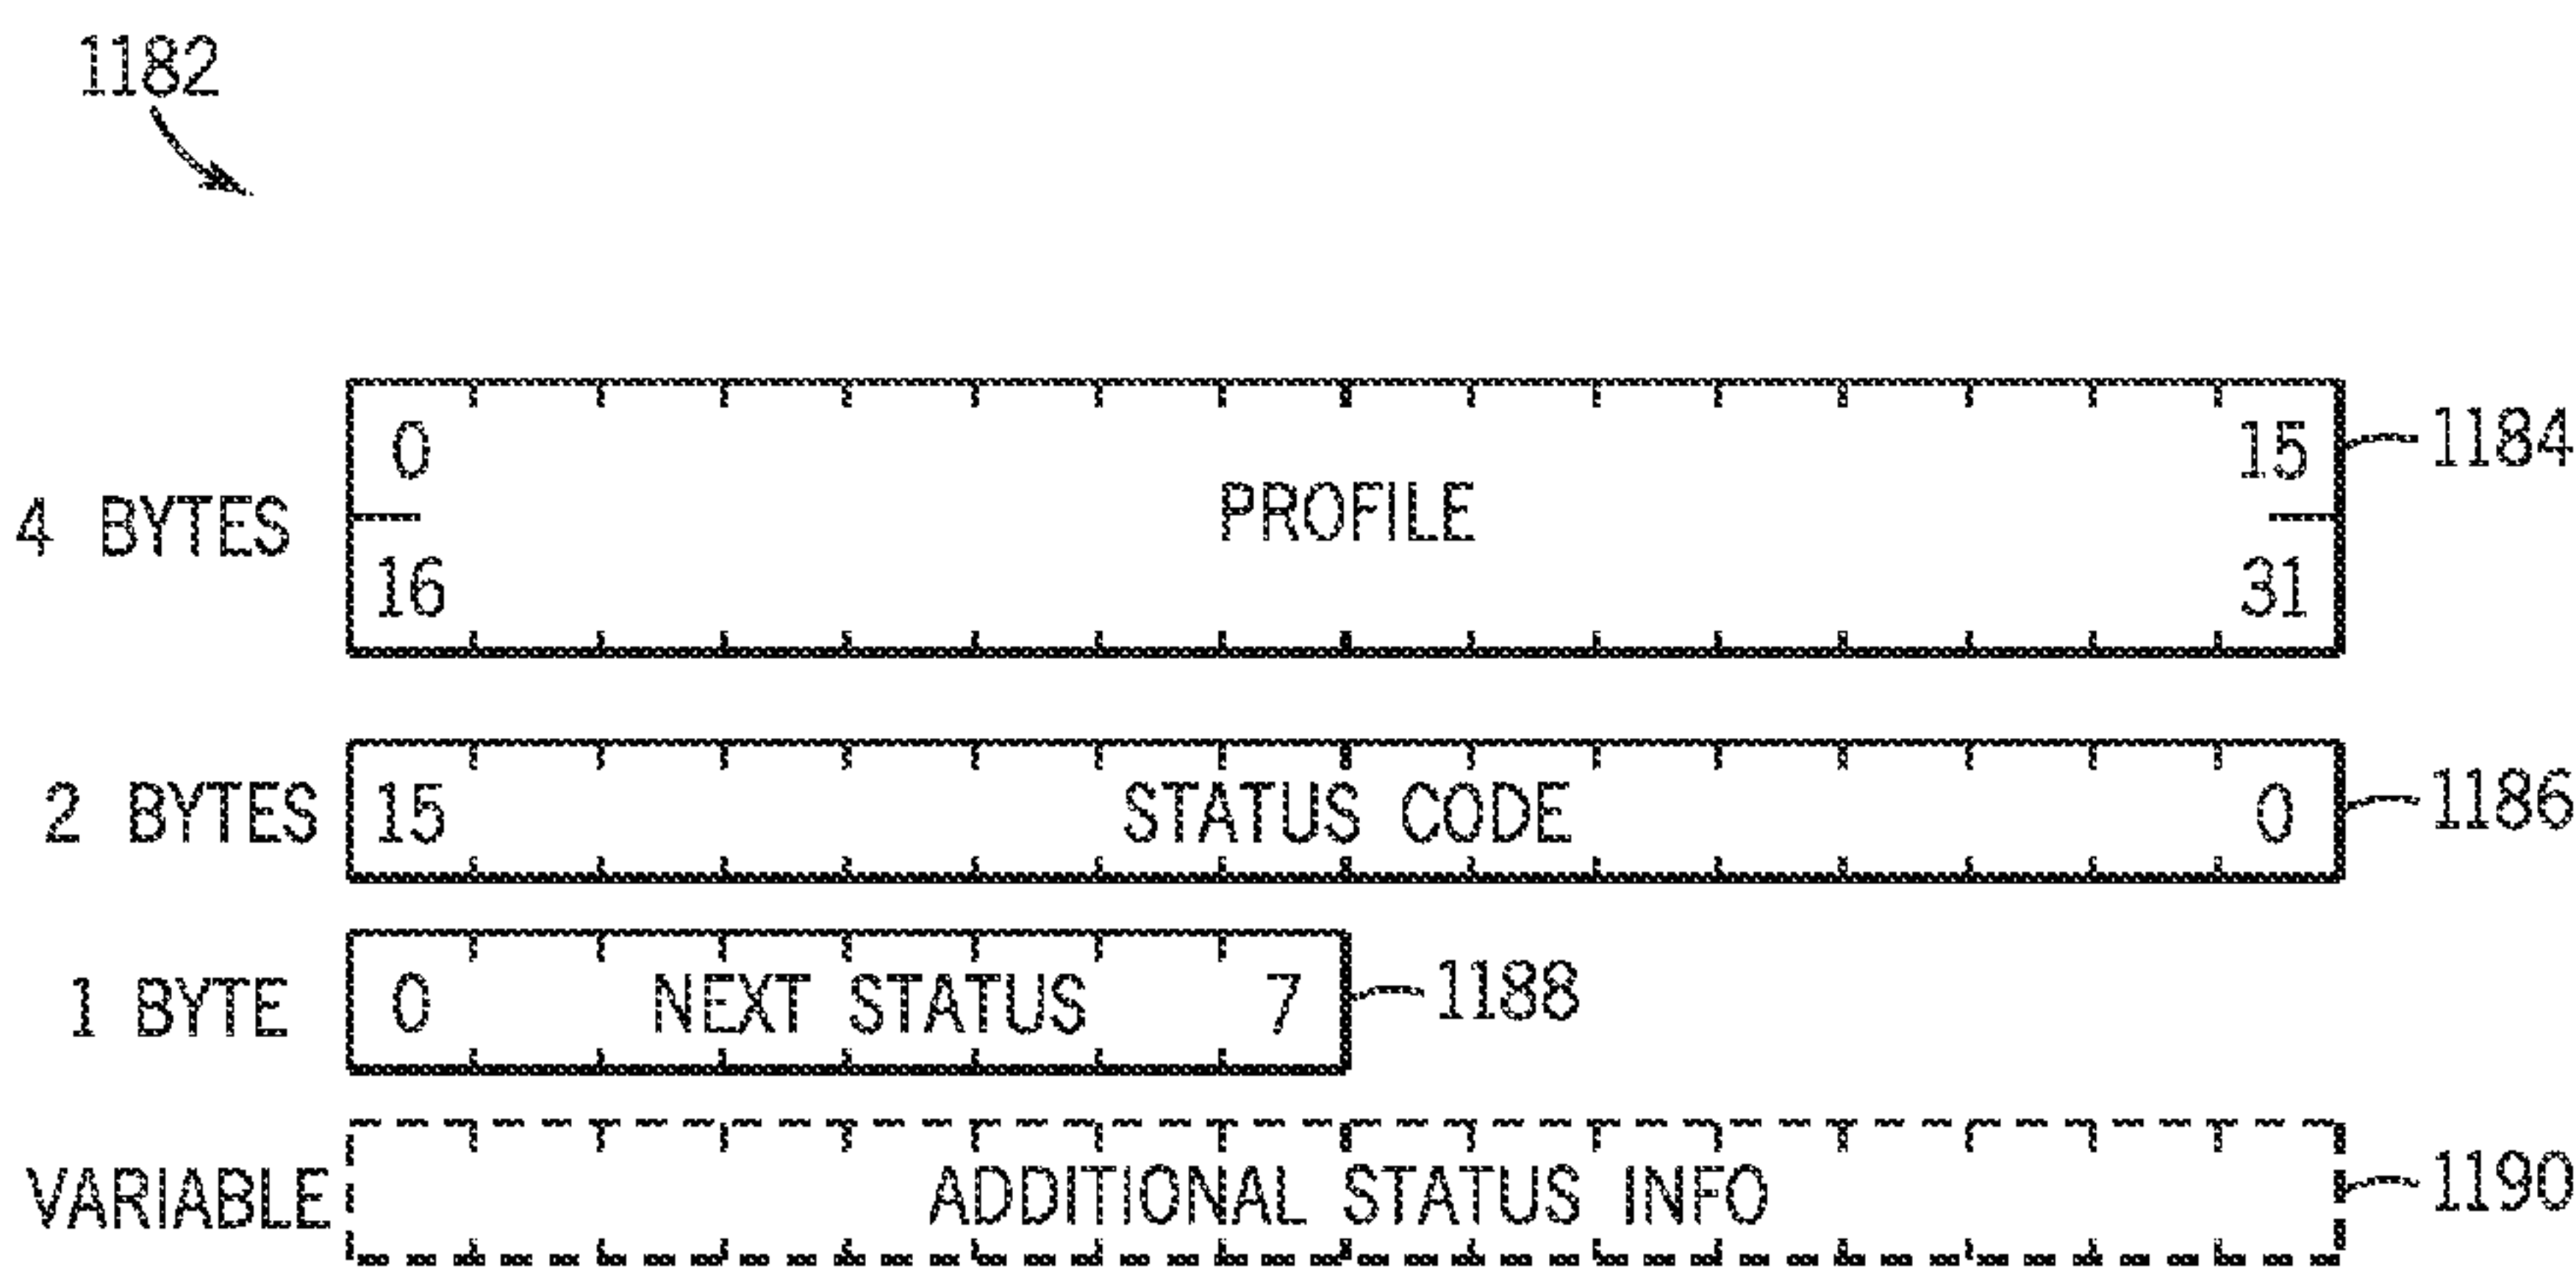 1182
0 15 1184
4 BYTES PROFILE
16 31
2 BYTES 15 STATUS CODE 0 1186
1 BYTE 0 NEXT STATUS 7 1188
VARIABLE ADDITIONAL STATUS INFO 1190